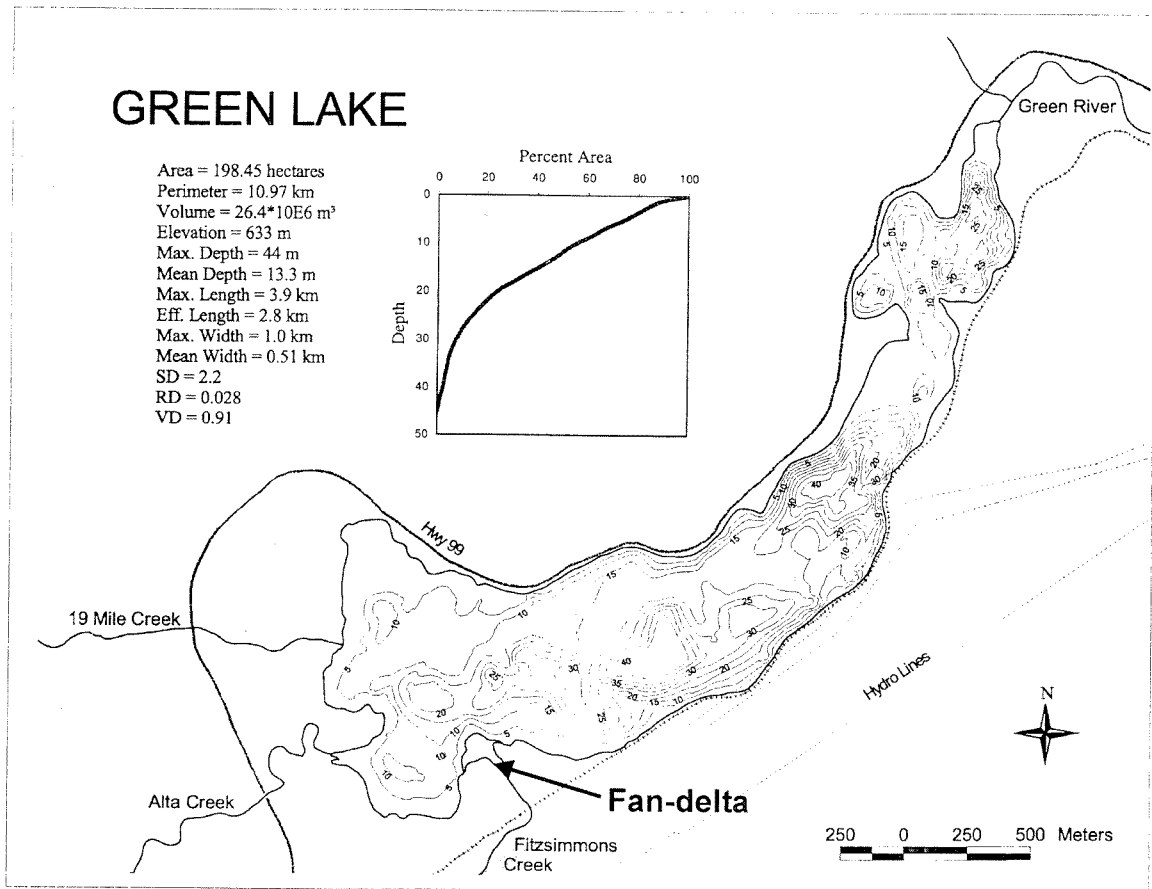 GREEN LAKE
Area = 198.45 hectares
Perimeter = 10.97 km
Volume = 26.4*10E6 m³
Elevation = 633 m
Max. Depth = 44 m
Mean Depth = 13.3 m
Max. Length = 3.9 km
Eff. Length = 2.8 km
Max. Width = 1.0 km
Mean Width = 0.51 km
SD = 2.2
RD = 0.028
VD = 0.91
Percent Area
0 20 40 60 80 100
0
10
20
30
40
50
Depth
Green River
Hwy 99
19 Mile Creek
Alta Creek
Fitzsimmons
Creek
Fan-delta
Hydro Lines
N
250 0 250 500 Meters